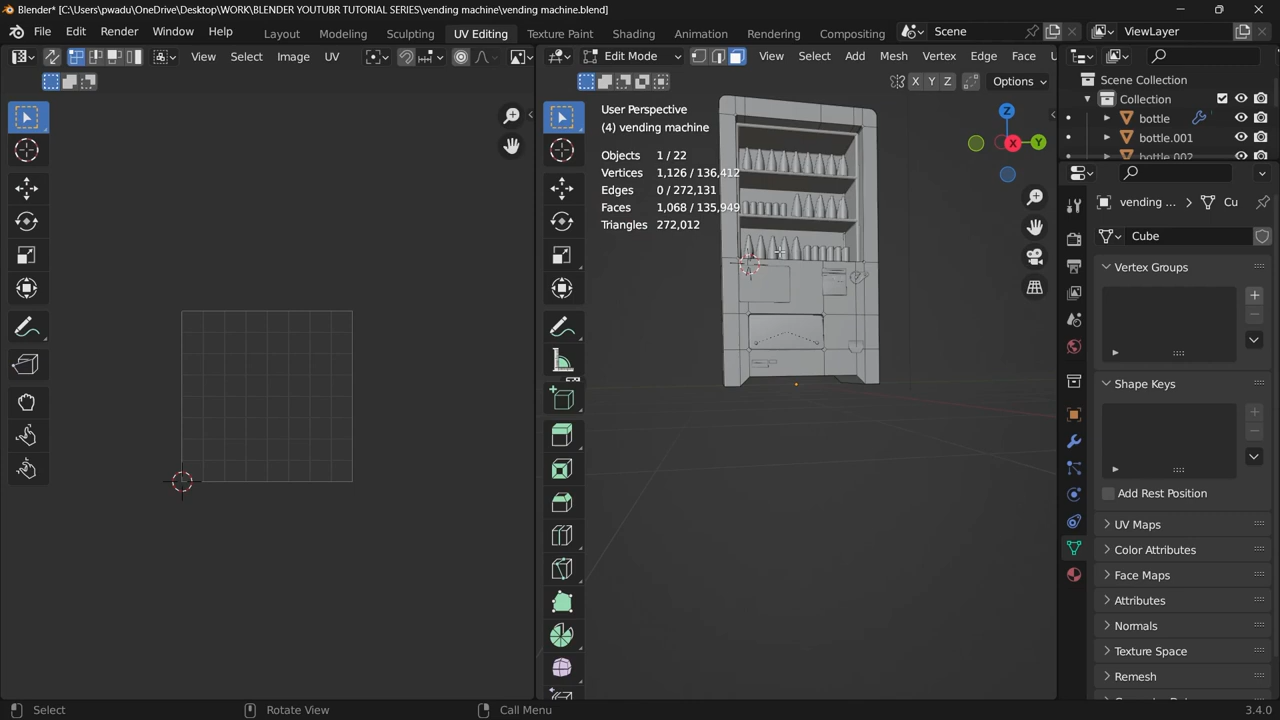 Blender* [C:\Users\pwadu\OneDrive\Desktop\WORK\BLENDER YOUTUBR TUTORIAL SERIES\vending machine\vending machine.blend]
File Edit Render Window Help Layout Modeling Sculpting UV Editing Texture Paint Shading Animation Rendering Compositing Scene ViewLayer
View Select Image UV
Edit Mode View Select Add Mesh Vertex Edge Face U
X Y Z Options
User Perspective
(4) vending machine
Objects 1 / 22
Vertices 1,126 / 136,412
Edges 0 / 272,131
Faces 1,068 / 135,949
Triangles 272,012
Z
Y
X
Scene Collection
Collection
bottle
bottle.001
bottle.002
vending ... Cu
Cube
Vertex Groups
Shape Keys
Add Rest Position
UV Maps
Color Attributes
Face Maps
Attributes
Normals
Texture Space
Remesh
Select Rotate View Call Menu 3.4.0